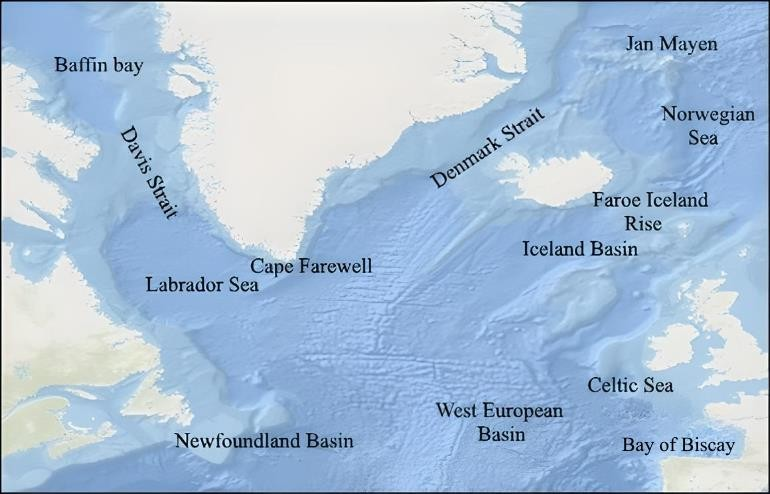 Jan Mayen
Baffin bay
Norwegian
Sea
Davis Strait
Denmark Strait
Faroe Iceland
Rise
Iceland Basin
Cape Farewell
Labrador Sea
Celtic Sea
West European
Basin
Newfoundland Basin
Bay of Biscay